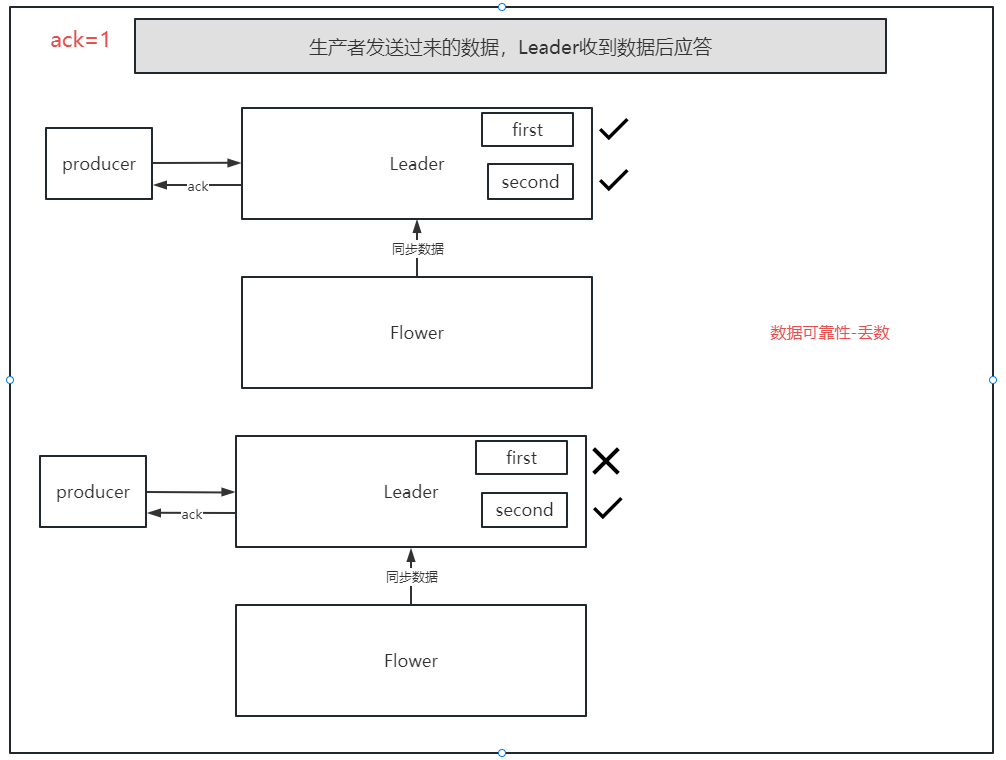 ack=1
生产者发送过来的数据，Leader收到数据后应答
first
producer
Leader
second
ack
同步数据
Flower
数据可靠性-丢数
first
producer
Leader
second
ack
同步数据
Flower